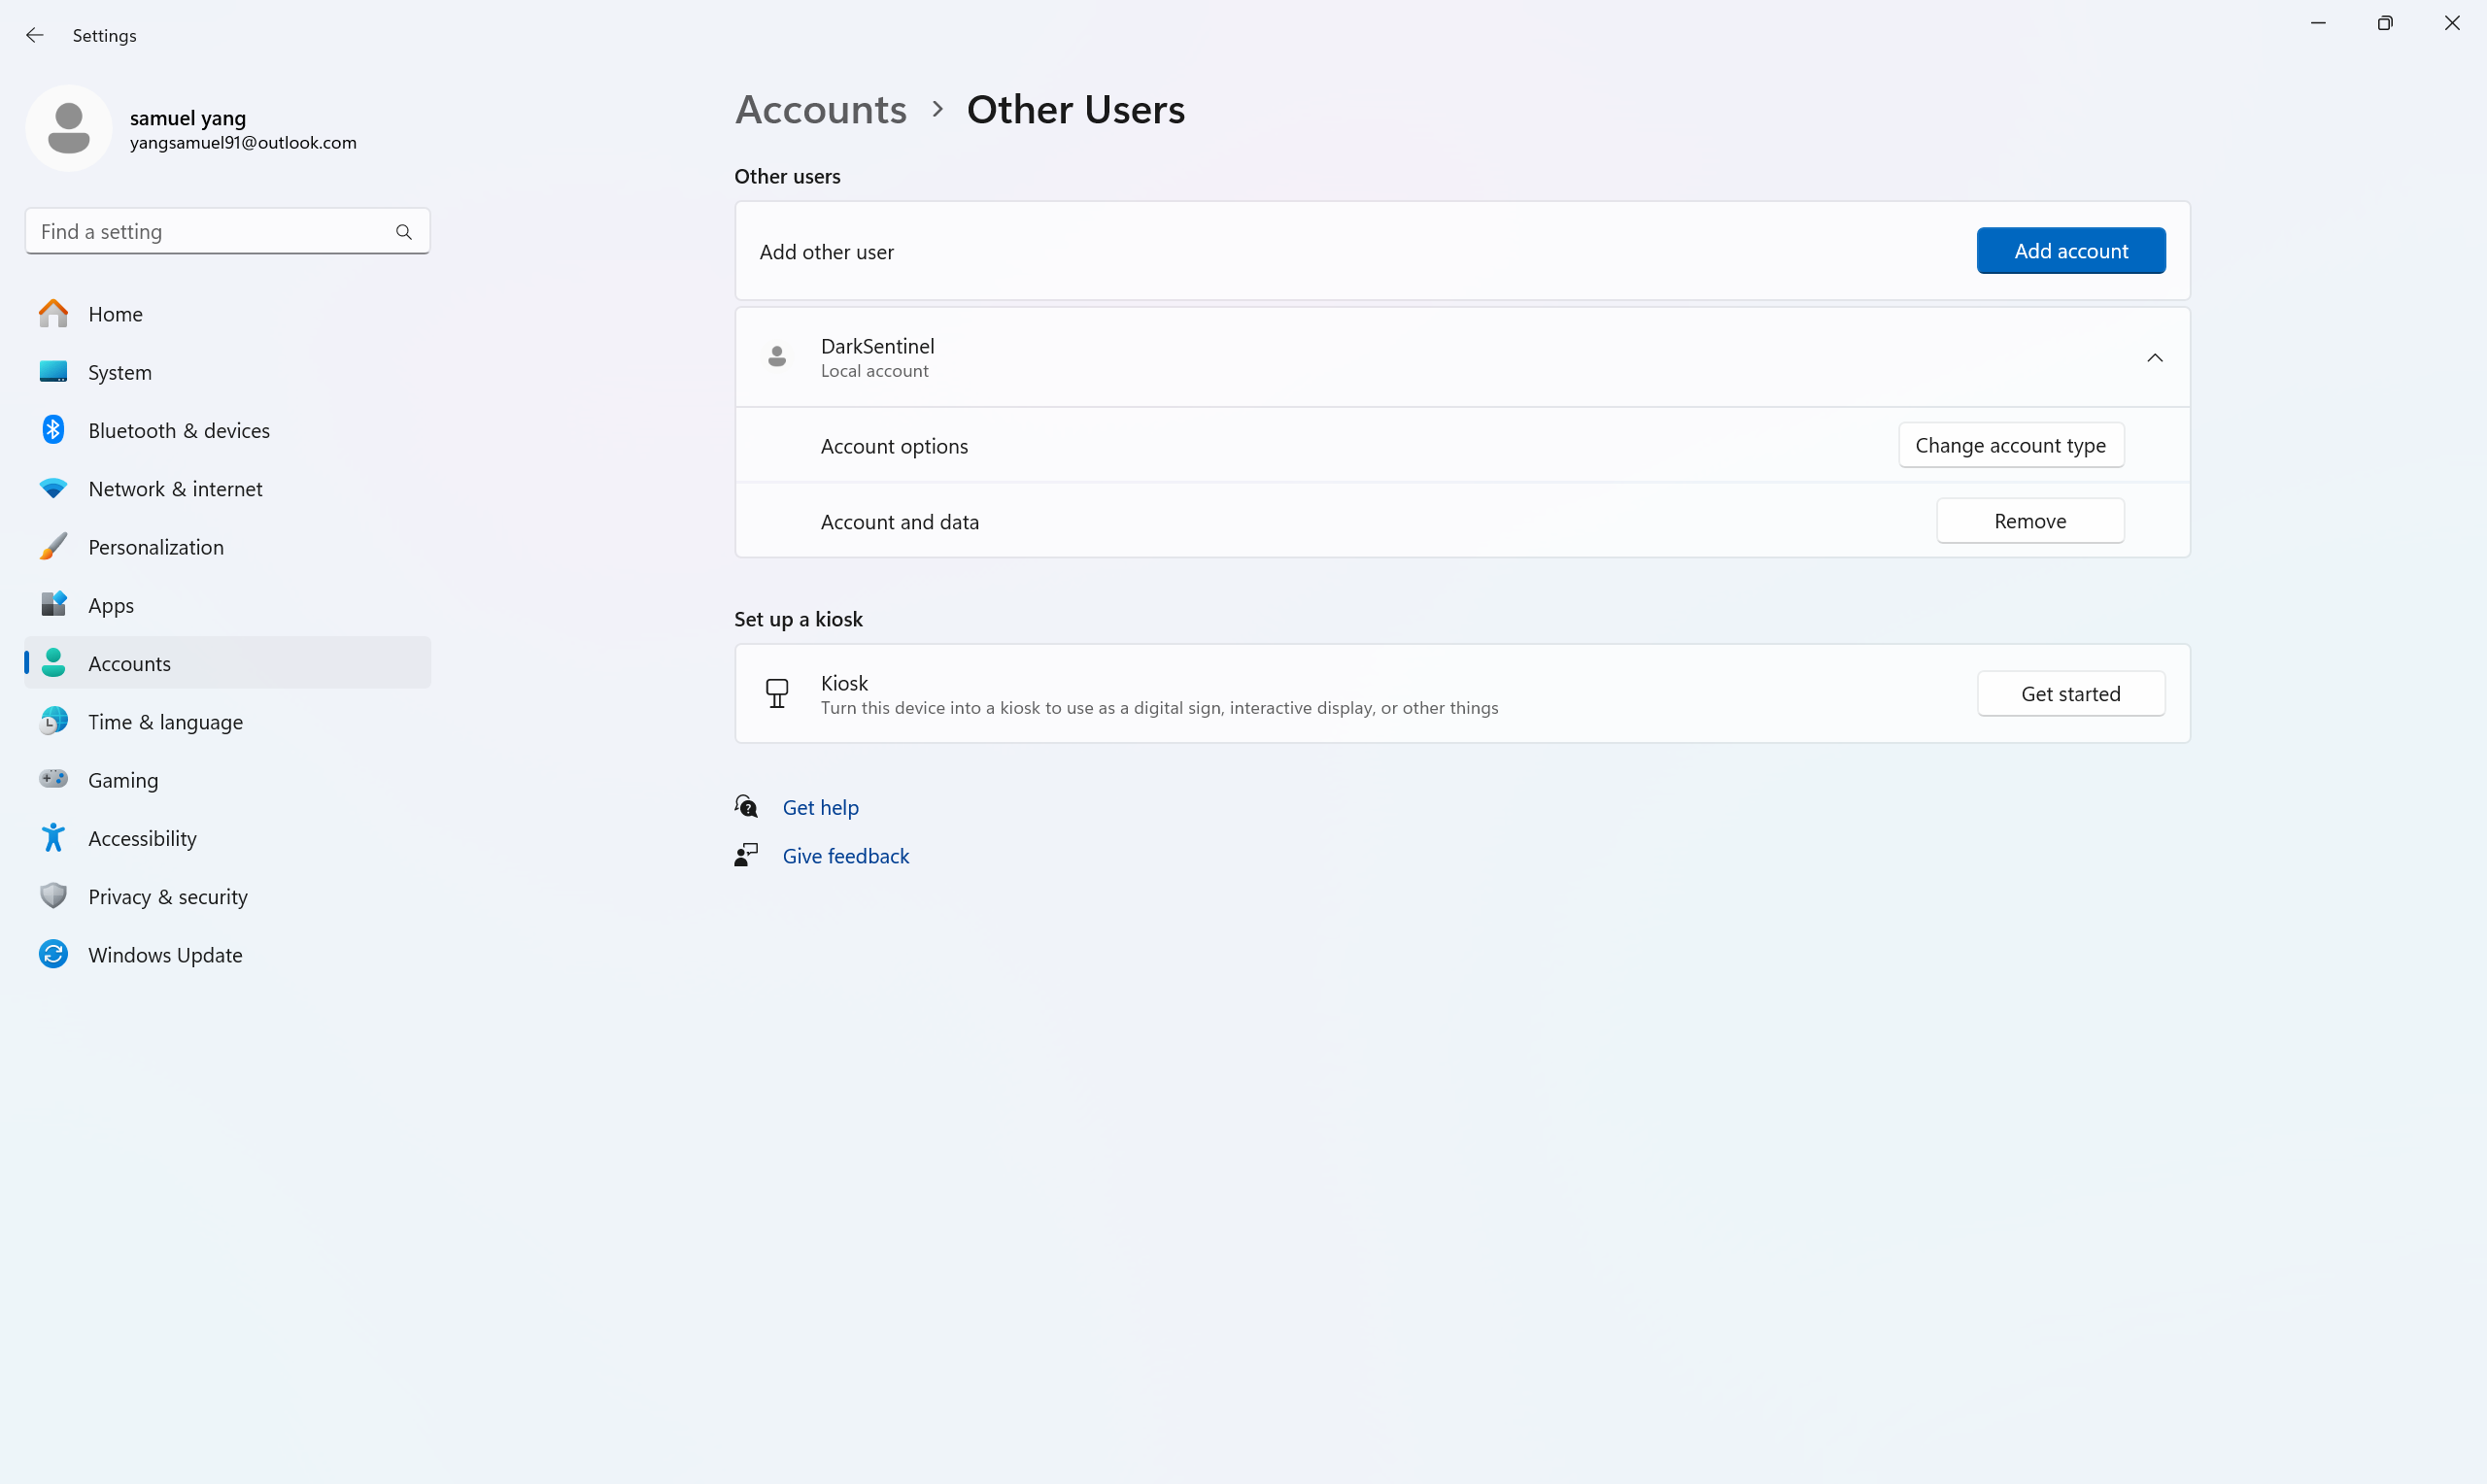 Settings
samuel yang
yangsamuel91@outlook.com
Find a setting
Home
System
Bluetooth & devices
Network & internet
Personalization
Apps
Accounts
Time & language
Gaming
Accessibility
Privacy & security
Windows Update
Accounts > Other Users
Other users
Add other user
Add account
DarkSentinel
Local account
Account options
Change account type
Account and data
Remove
Set up a kiosk
Kiosk
Turn this device into a kiosk to use as a digital sign, interactive display, or other things
Get started
Get help
Give feedback